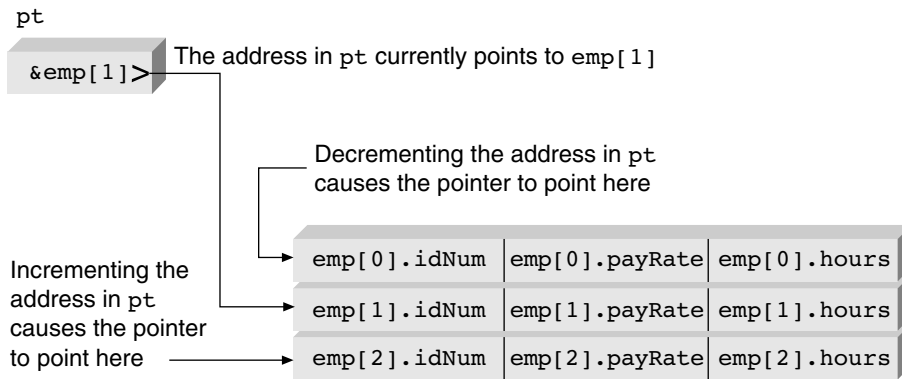 pt
&emp[1]>
The address in pt currently points to emp[1]
Decrementing the address in pt
causes the pointer to point here
Incrementing the
address in pt
causes the pointer
to point here
emp[0].idNum emp[0].payRate emp[0].hours
emp[1].idNum emp[1].payRate emp[1].hours
emp[2].idNum emp[2].payRate emp[2].hours